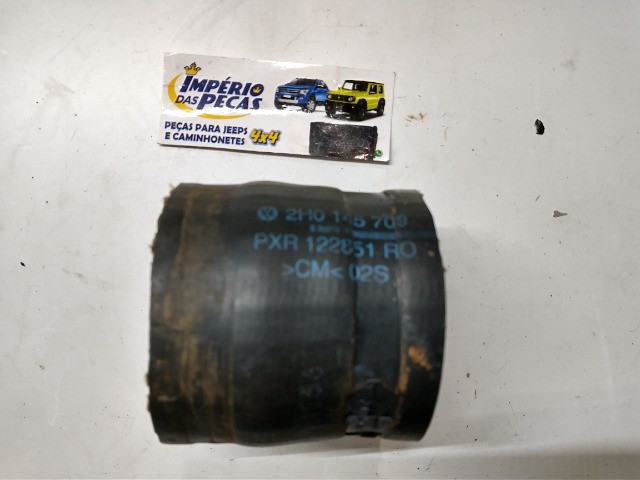 IMPÉRIO
DAS PEÇAS
PEÇAS PARA JEEPS
E CAMINHONETES 4x4
2H0 145 709
PXR 122851 RO
>CM< 02S